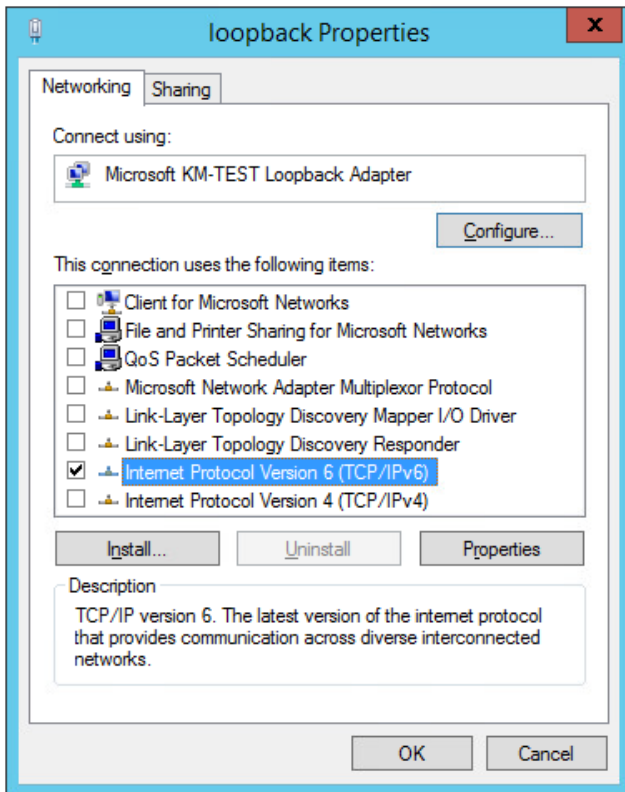 loopback Properties
x
Networking
Sharing
Connect using:
Microsoft KM-TEST Loopback Adapter
Configure...
This connection uses the following items:
Client for Microsoft Networks
File and Printer Sharing for Microsoft Networks
QoS Packet Scheduler
Microsoft Network Adapter Multiplexor Protocol
Link-Layer Topology Discovery Mapper I/O Driver
Link-Layer Topology Discovery Responder
Internet Protocol Version 6 (TCP/IPv6)
Internet Protocol Version 4 (TCP/IPv4)
Install...
Uninstall
Properties
Description
TCP/IP version 6. The latest version of the internet protocol
that provides communication across diverse interconnected
networks.
OK
Cancel